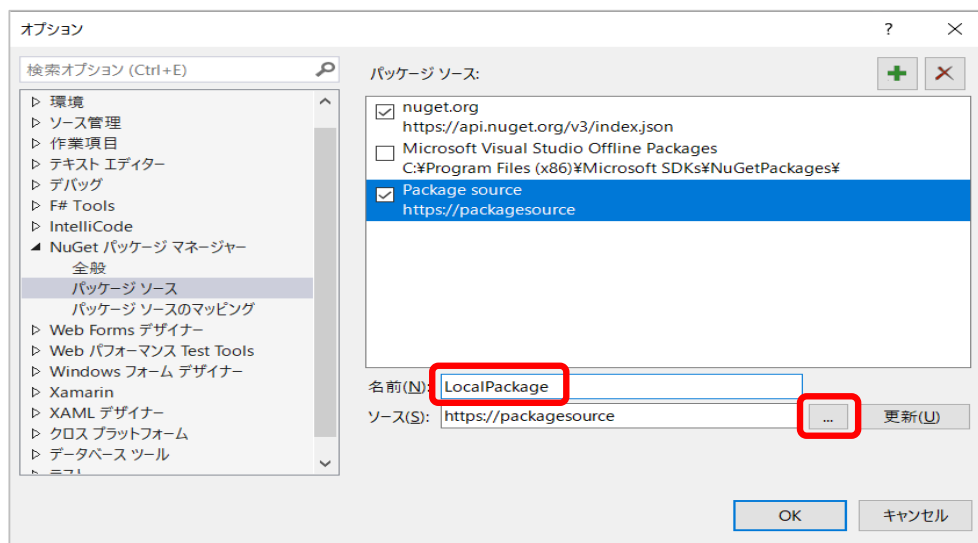 オプション
?
検索オプション (Ctrl+E)
環境
ソース管理
作業項目
テキスト エディター
デバッグ
F# Tools
IntelliCode
NuGet パッケージ マネージャー
全般
パッケージ ソース
パッケージ ソースのマッピング
Web Forms デザイナー
Web パフォーマンス Test Tools
Windows フォーム デザイナー
Xamarin
XAML デザイナー
クロス プラットフォーム
データベース ツール
パッケージ ソース:
nuget.org
https://api.nuget.org/v3/index.json
Microsoft Visual Studio Offline Packages
C:¥Program Files (x86)¥Microsoft SDKs¥NuGetPackages¥
Package source
https://packagesource
名前(N): LocalPackage
ソース(S): https://packagesource ... 更新(U)
OK キャンセル